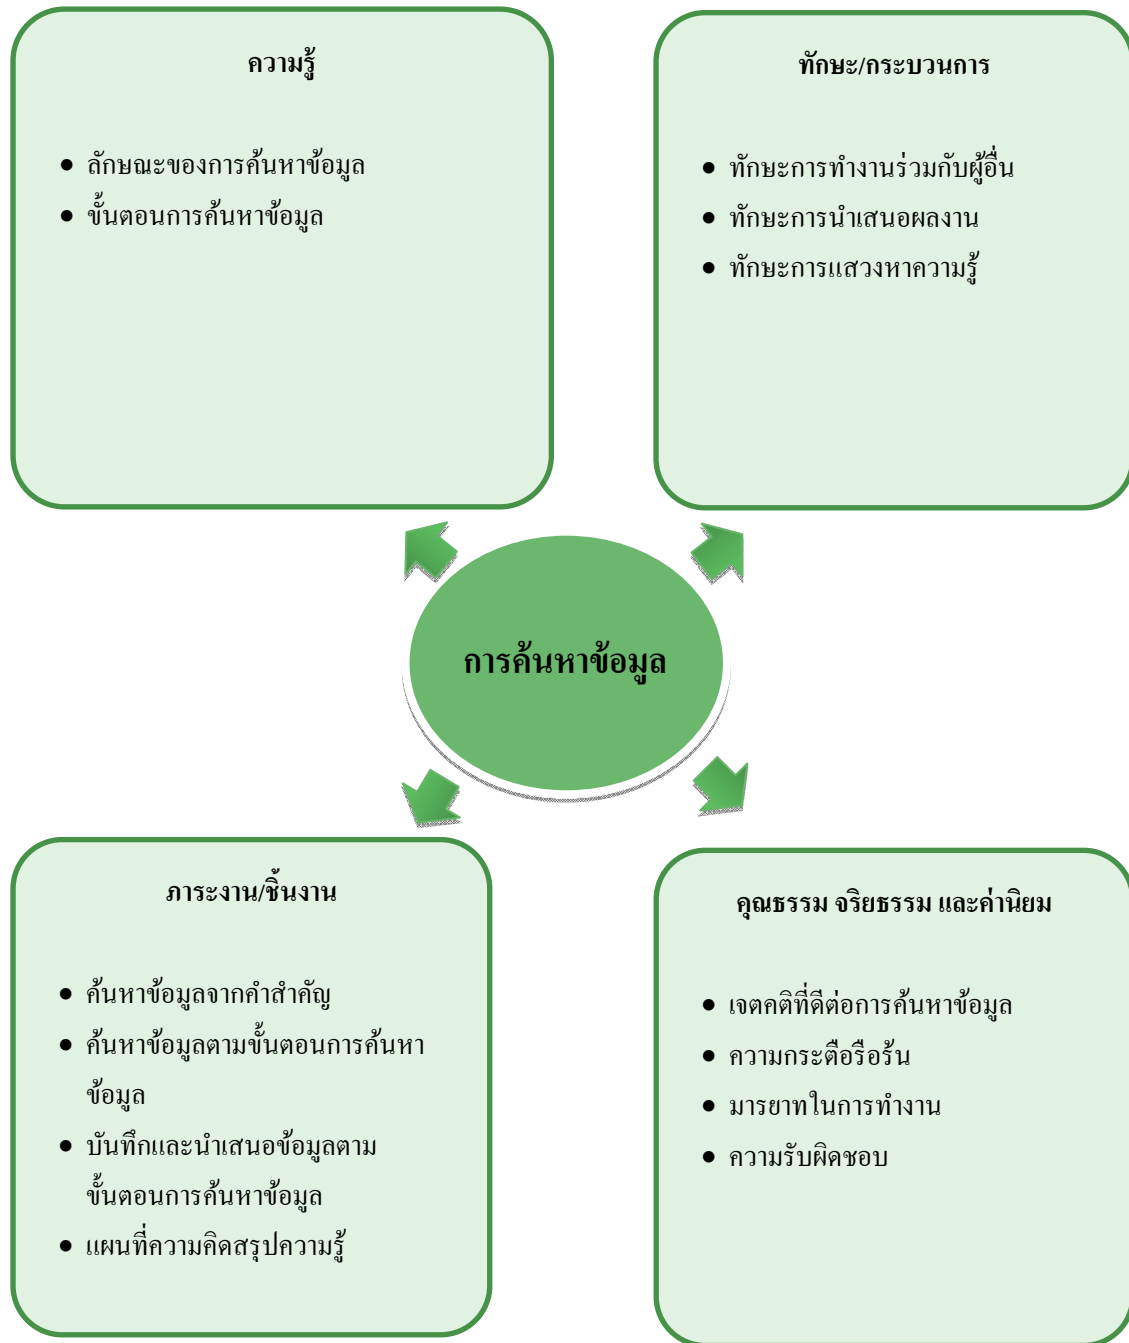 ความรู้
• ลักษณะของการค้นหาข้อมูล
• ขั้นตอนการค้นหาข้อมูล
ทักษะ/กระบวนการ
• ทักษะการทำงานร่วมกับผู้อื่น
• ทักษะการนำเสนอผลงาน
• ทักษะการแสวงหาความรู้
การค้นหาข้อมูล
ภาระงาน/ชิ้นงาน
• ค้นหาข้อมูลจากคำสำคัญ
• ค้นหาข้อมูลตามขั้นตอนการค้นหา
ข้อมูล
• บันทึกและนำเสนอข้อมูลตาม
ขั้นตอนการค้นหาข้อมูล
• แผนที่ความคิดสรุปความรู้
คุณธรรม จริยธรรม และค่านิยม
• เจตคติที่ดีต่อการค้นหาข้อมูล
• ความกระตือรือร้น
• มารยาทในการทำงาน
• ความรับผิดชอบ